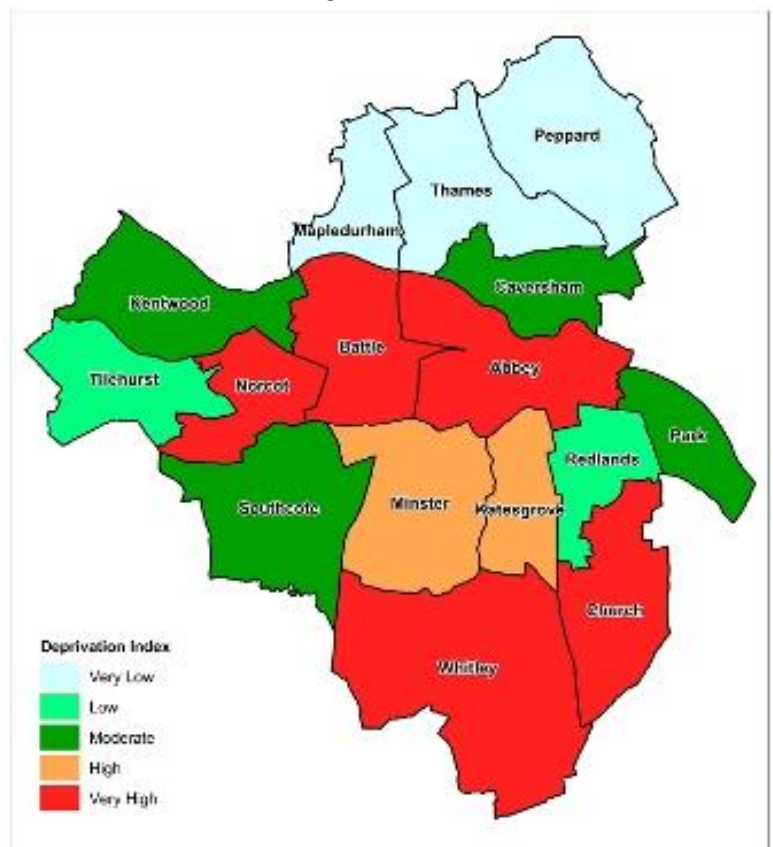 Peppard
Thames
Mapledurham
Caversham
Kentwood
Battle
Abbey
Tilehurst
Norcot
Park
Redlands
Southcote
Minster
Katesgrove
Church
Whitley
Deprivation Index
Very Low
Low
Moderate
High
Very High